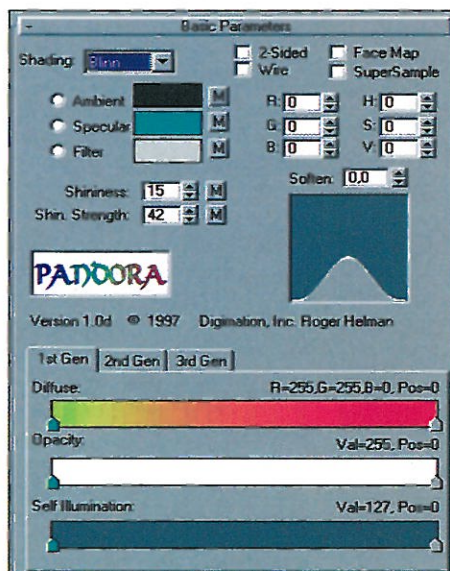 Basic Parameters
Shading: Blinn
2-Sided Face Map
Wire SuperSample
Ambient M R: 0 H: 0
Specular M G: 0 S: 0
Filter M B: 0 V: 0
Soften: 0,0
Shininess: 15 M
Shin. Strength: 42 M
PANDORA
Version 1.0d © 1997 Digimation, Inc. Roger Helman
1st Gen 2nd Gen 3rd Gen
Diffuse: R=255,G=255,B=0, Pos=0
Opacity: Val=255, Pos=0
Self Illumination: Val=127, Pos=0